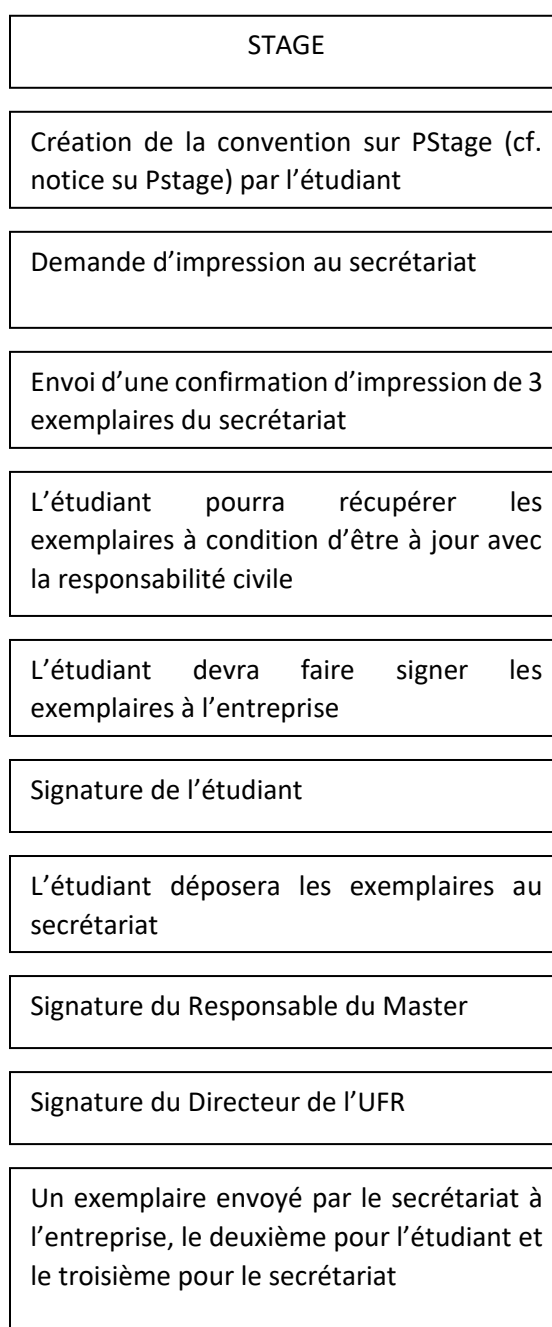 STAGE
Création de la convention sur PStage (cf.
notice su Pstage) par l’étudiant
Demande d’impression au secrétariat
Envoi d’une confirmation d’impression de 3
exemplaires du secrétariat
L’étudiant pourra récupérer les
exemplaires à condition d’être à jour avec
la responsabilité civile
L’étudiant devra faire signer les
exemplaires à l’entreprise
Signature de l’étudiant
L’étudiant déposera les exemplaires au
secrétariat
Signature du Responsable du Master
Signature du Directeur de l’UFR
Un exemplaire envoyé par le secrétariat à
l’entreprise, le deuxième pour l’étudiant et
le troisième pour le secrétariat